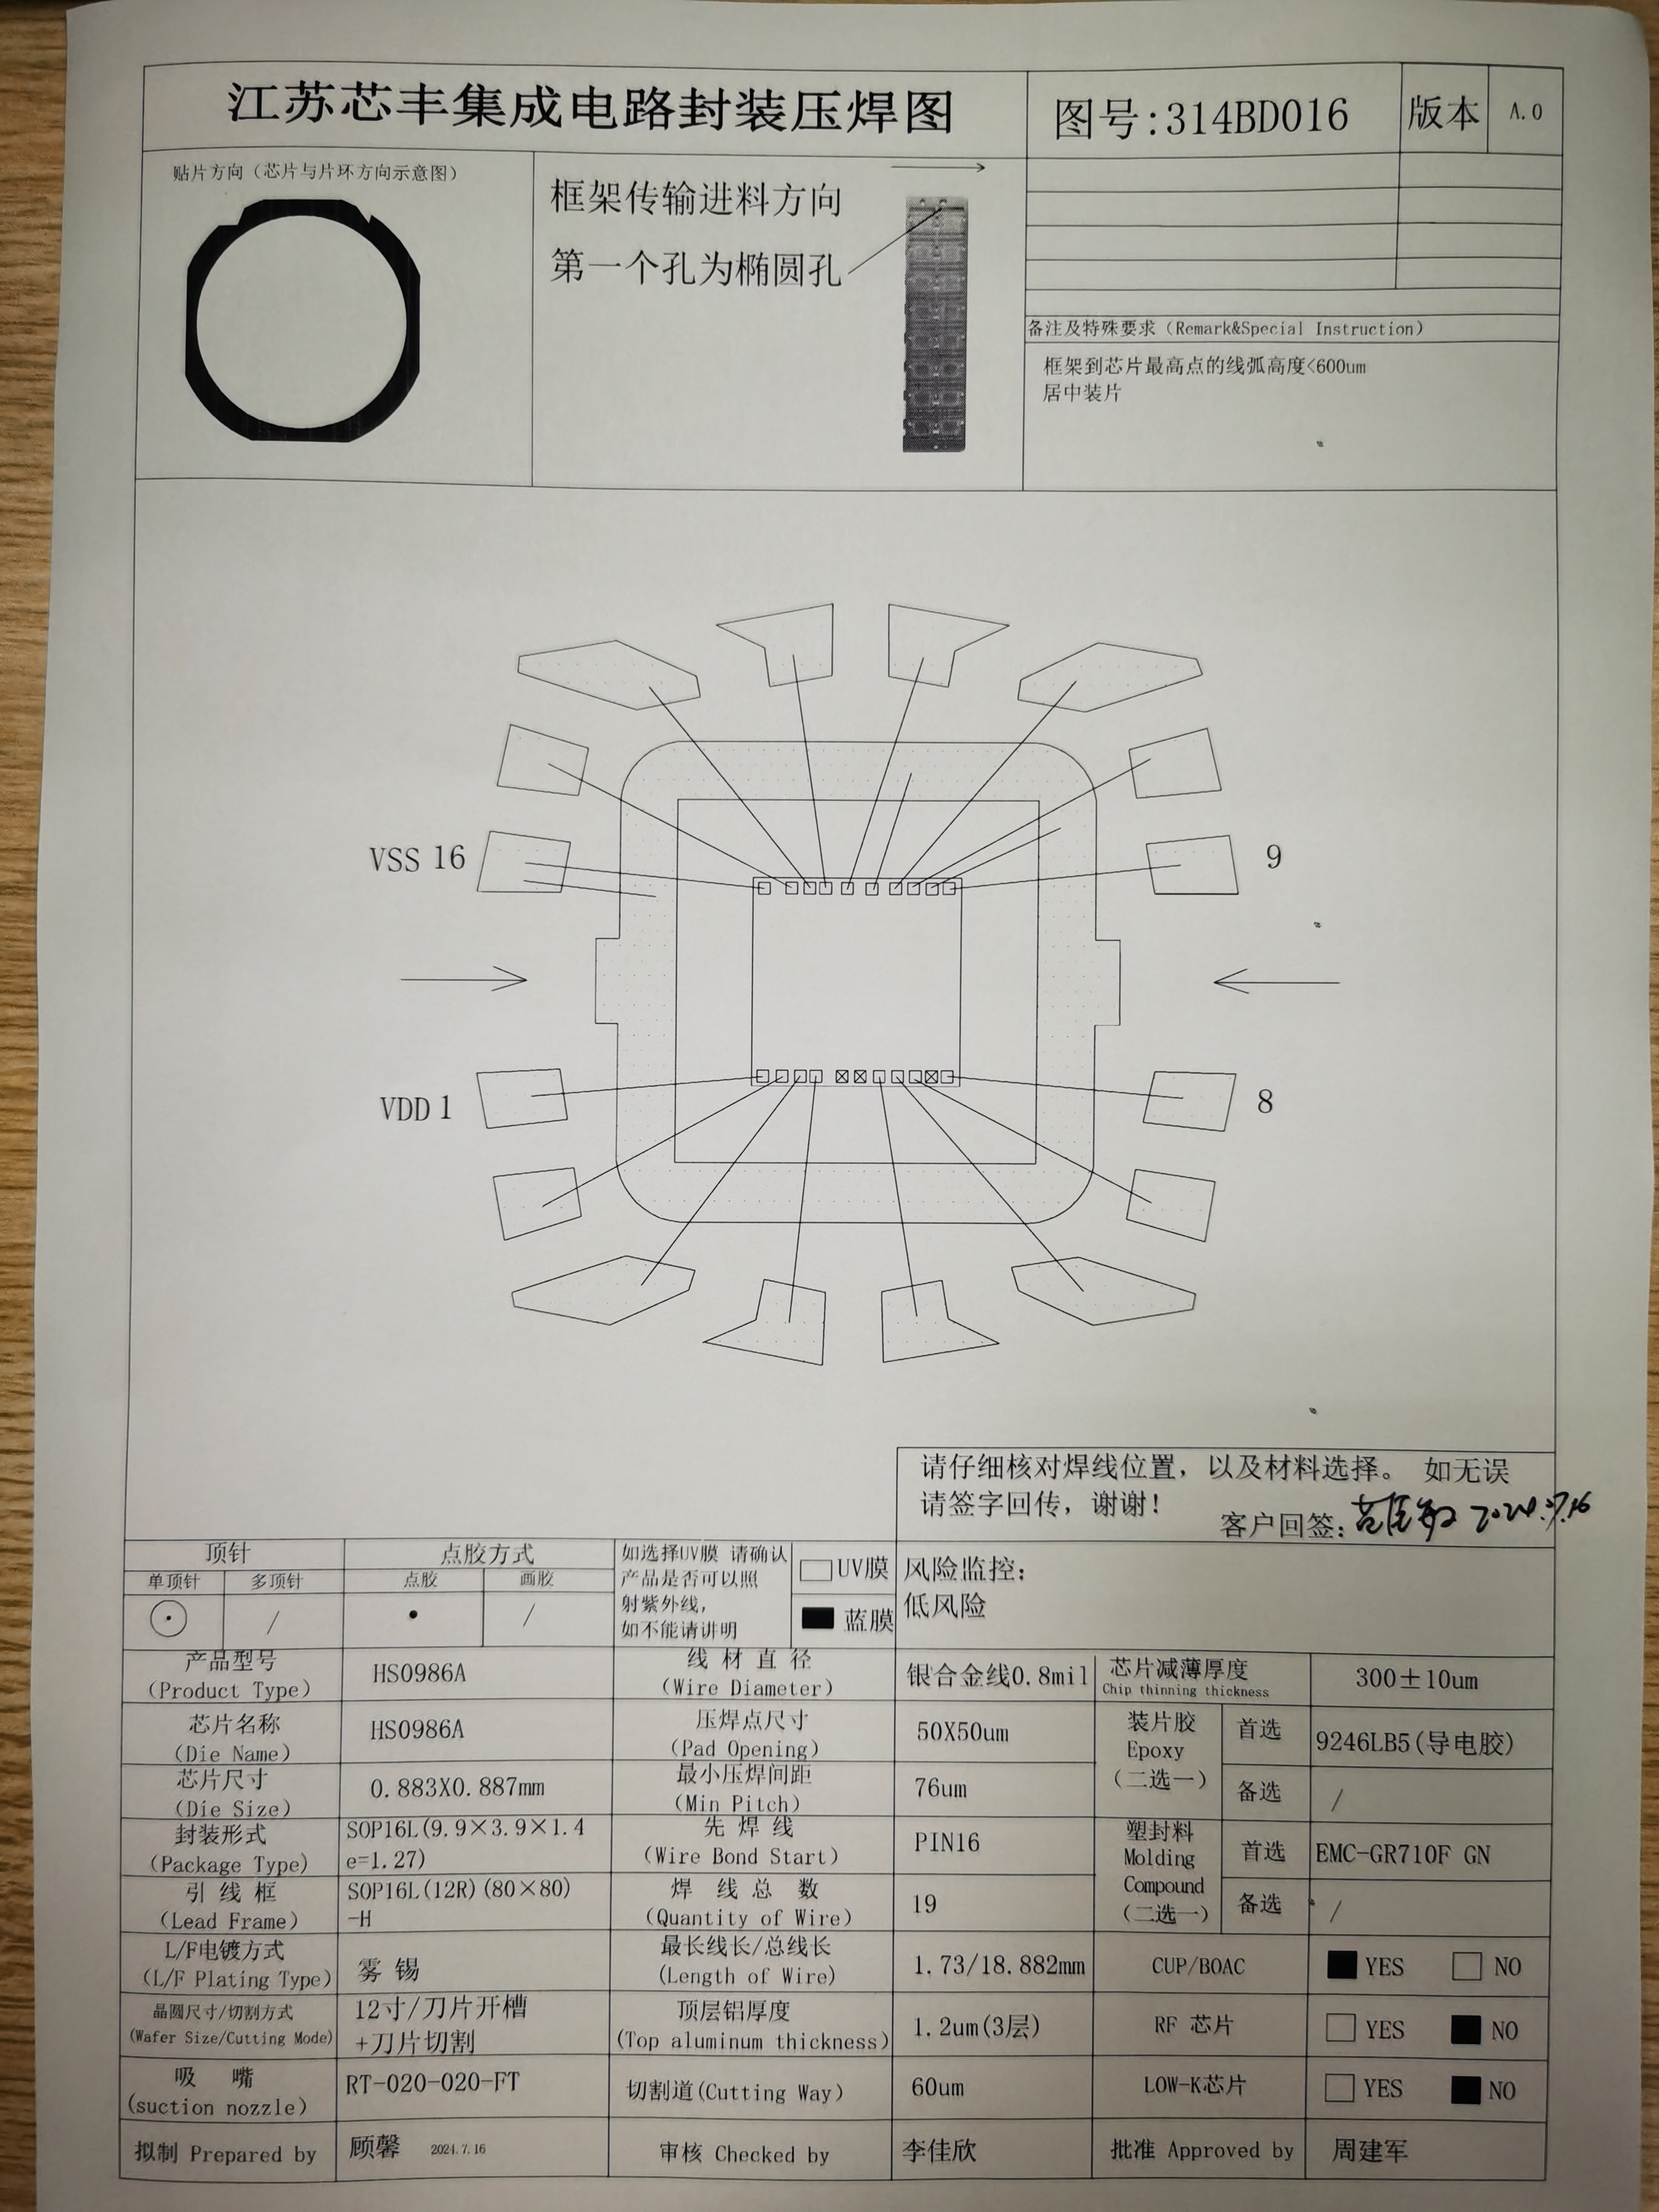 江苏芯丰集成电路封装压焊图
图号:314BD016
版本
A.0
贴片方向（芯片与片环方向示意图）
框架传输进料方向
第一个孔为椭圆孔
备注及特殊要求（Remark&Special Instruction）
框架到芯片最高点的线弧高度<600um
居中装片
VSS 16
9
VDD 1
8
请仔细核对焊线位置，以及材料选择。 如无误
请签字回传，谢谢!
客户回签:
2024.07.16
顶针
点胶方式
如选择UV膜 请确认
产品是否可以照
射紫外线，
如不能请讲明
UV膜
蓝膜
风险监控:
低风险
单顶针
多顶针
点胶
画胶
/
/
产品型号
(Product Type)
HS0986A
线 材 直 径
(Wire Diameter)
银合金线0.8mil
芯片减薄厚度
Chip thinning thickness
300±10um
芯片名称
(Die Name)
HS0986A
压焊点尺寸
(Pad Opening)
50X50um
装片胶
Epoxy
(二选一)
首选
9246LB5(导电胶)
芯片尺寸
(Die Size)
0.883X0.887mm
最小压焊间距
(Min Pitch)
76um
备选
/
封装形式
(Package Type)
SOP16L(9.9×3.9×1.4
e=1.27)
先 焊 线
(Wire Bond Start)
PIN16
塑封料
Molding
Compound
(二选一)
首选
EMC-GR710F GN
引 线 框
(Lead Frame)
SOP16L(12R)(80×80)
-H
焊 线 总 数
(Quantity of Wire)
19
备选
/
L/F电镀方式
(L/F Plating Type)
雾 锡
最长线长/总线长
(Length of Wire)
1.73/18.882mm
CUP/BOAC
YES
NO
晶圆尺寸/切割方式
(Wafer Size/Cutting Mode)
12寸/刀片开槽
+刀片切割
顶层铝厚度
(Top aluminum thickness)
1.2um(3层)
RF 芯片
YES
NO
吸 嘴
(suction nozzle)
RT-020-020-FT
切割道(Cutting Way)
60um
LOW-K芯片
YES
NO
拟制 Prepared by
顾馨 2024.7.16
审核 Checked by
李佳欣
批准 Approved by
周建军